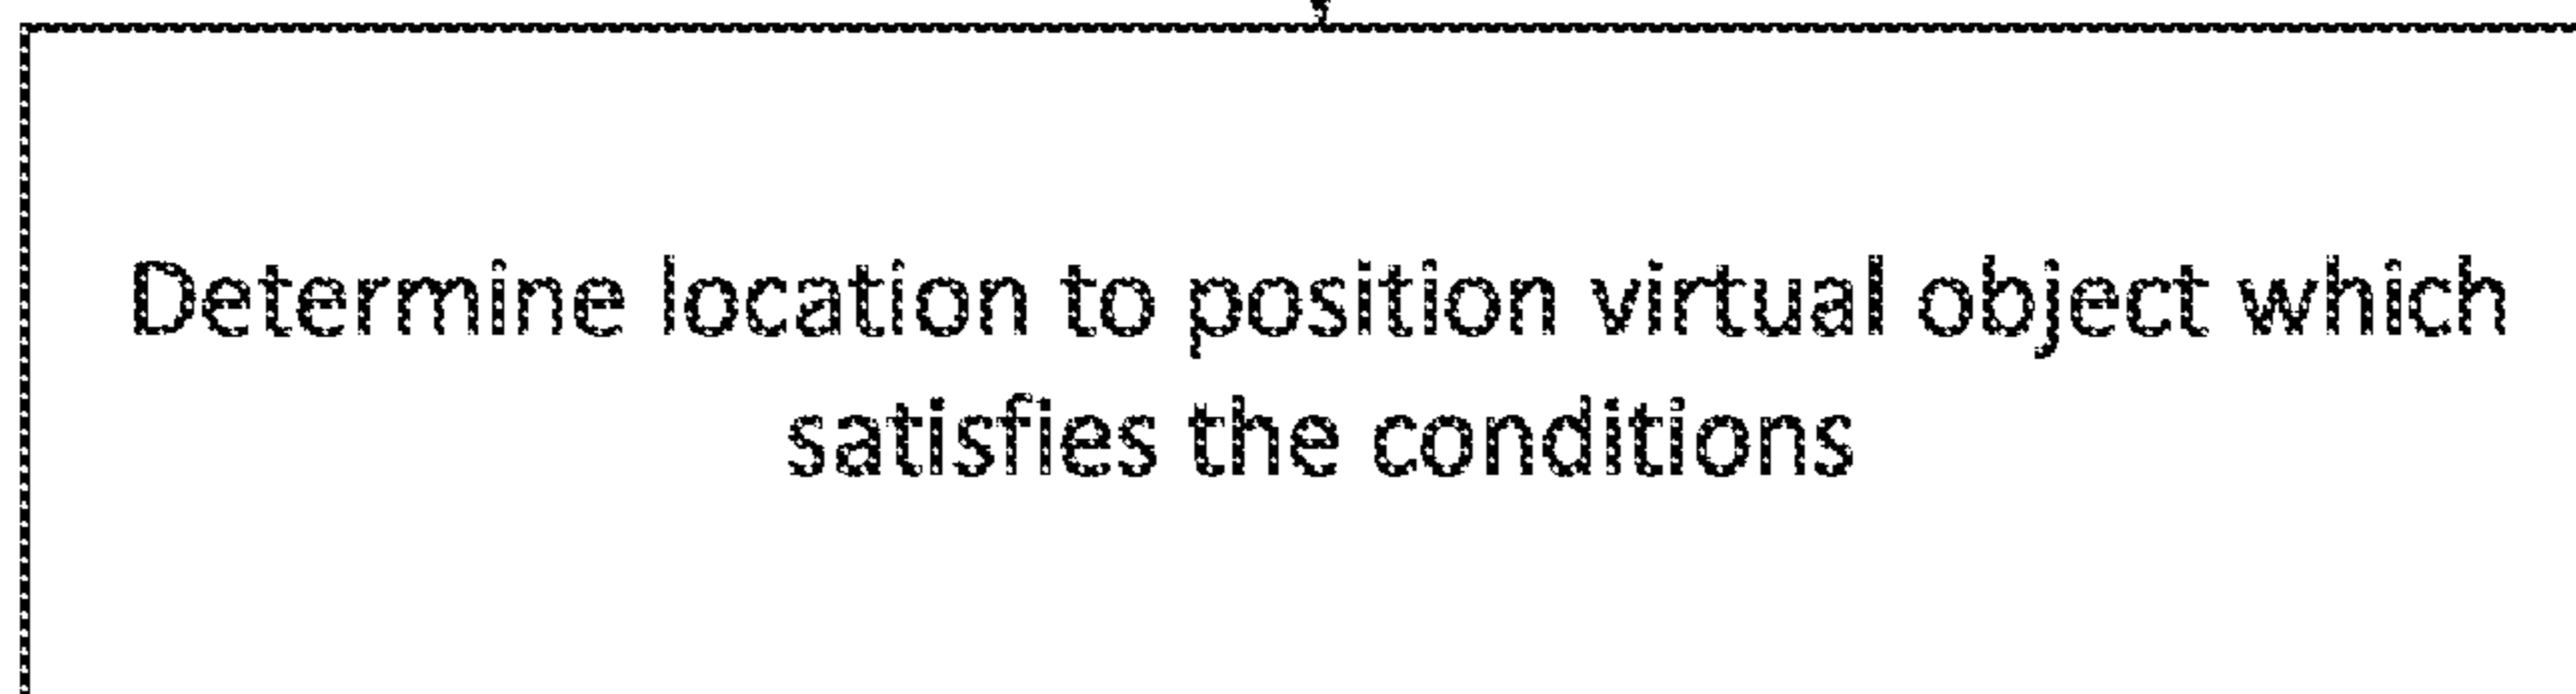 Determine location to position virtual object which
satisfies the conditions